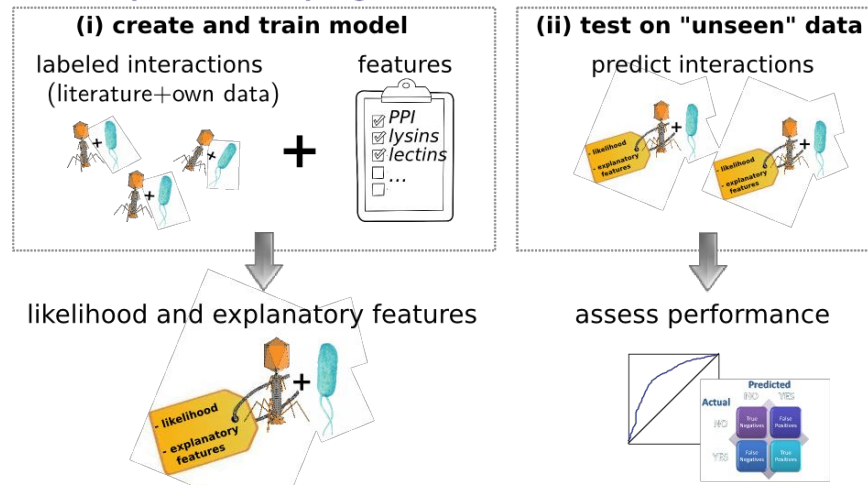 (i) create and train model
labeled interactions
(literature+own data)
features
PPI
lysins
lectins
...
+
+
+
+
likelihood and explanatory features
+
- likelihood
- explanatory
features
(ii) test on "unseen" data
predict interactions
+
- likelihood
- explanatory
features
+
- likelihood
- explanatory
features
assess performance
Predicted
NO YES
Actual
NO
True
Negatives
False
Positives
YES
False
Negatives
True
Positives